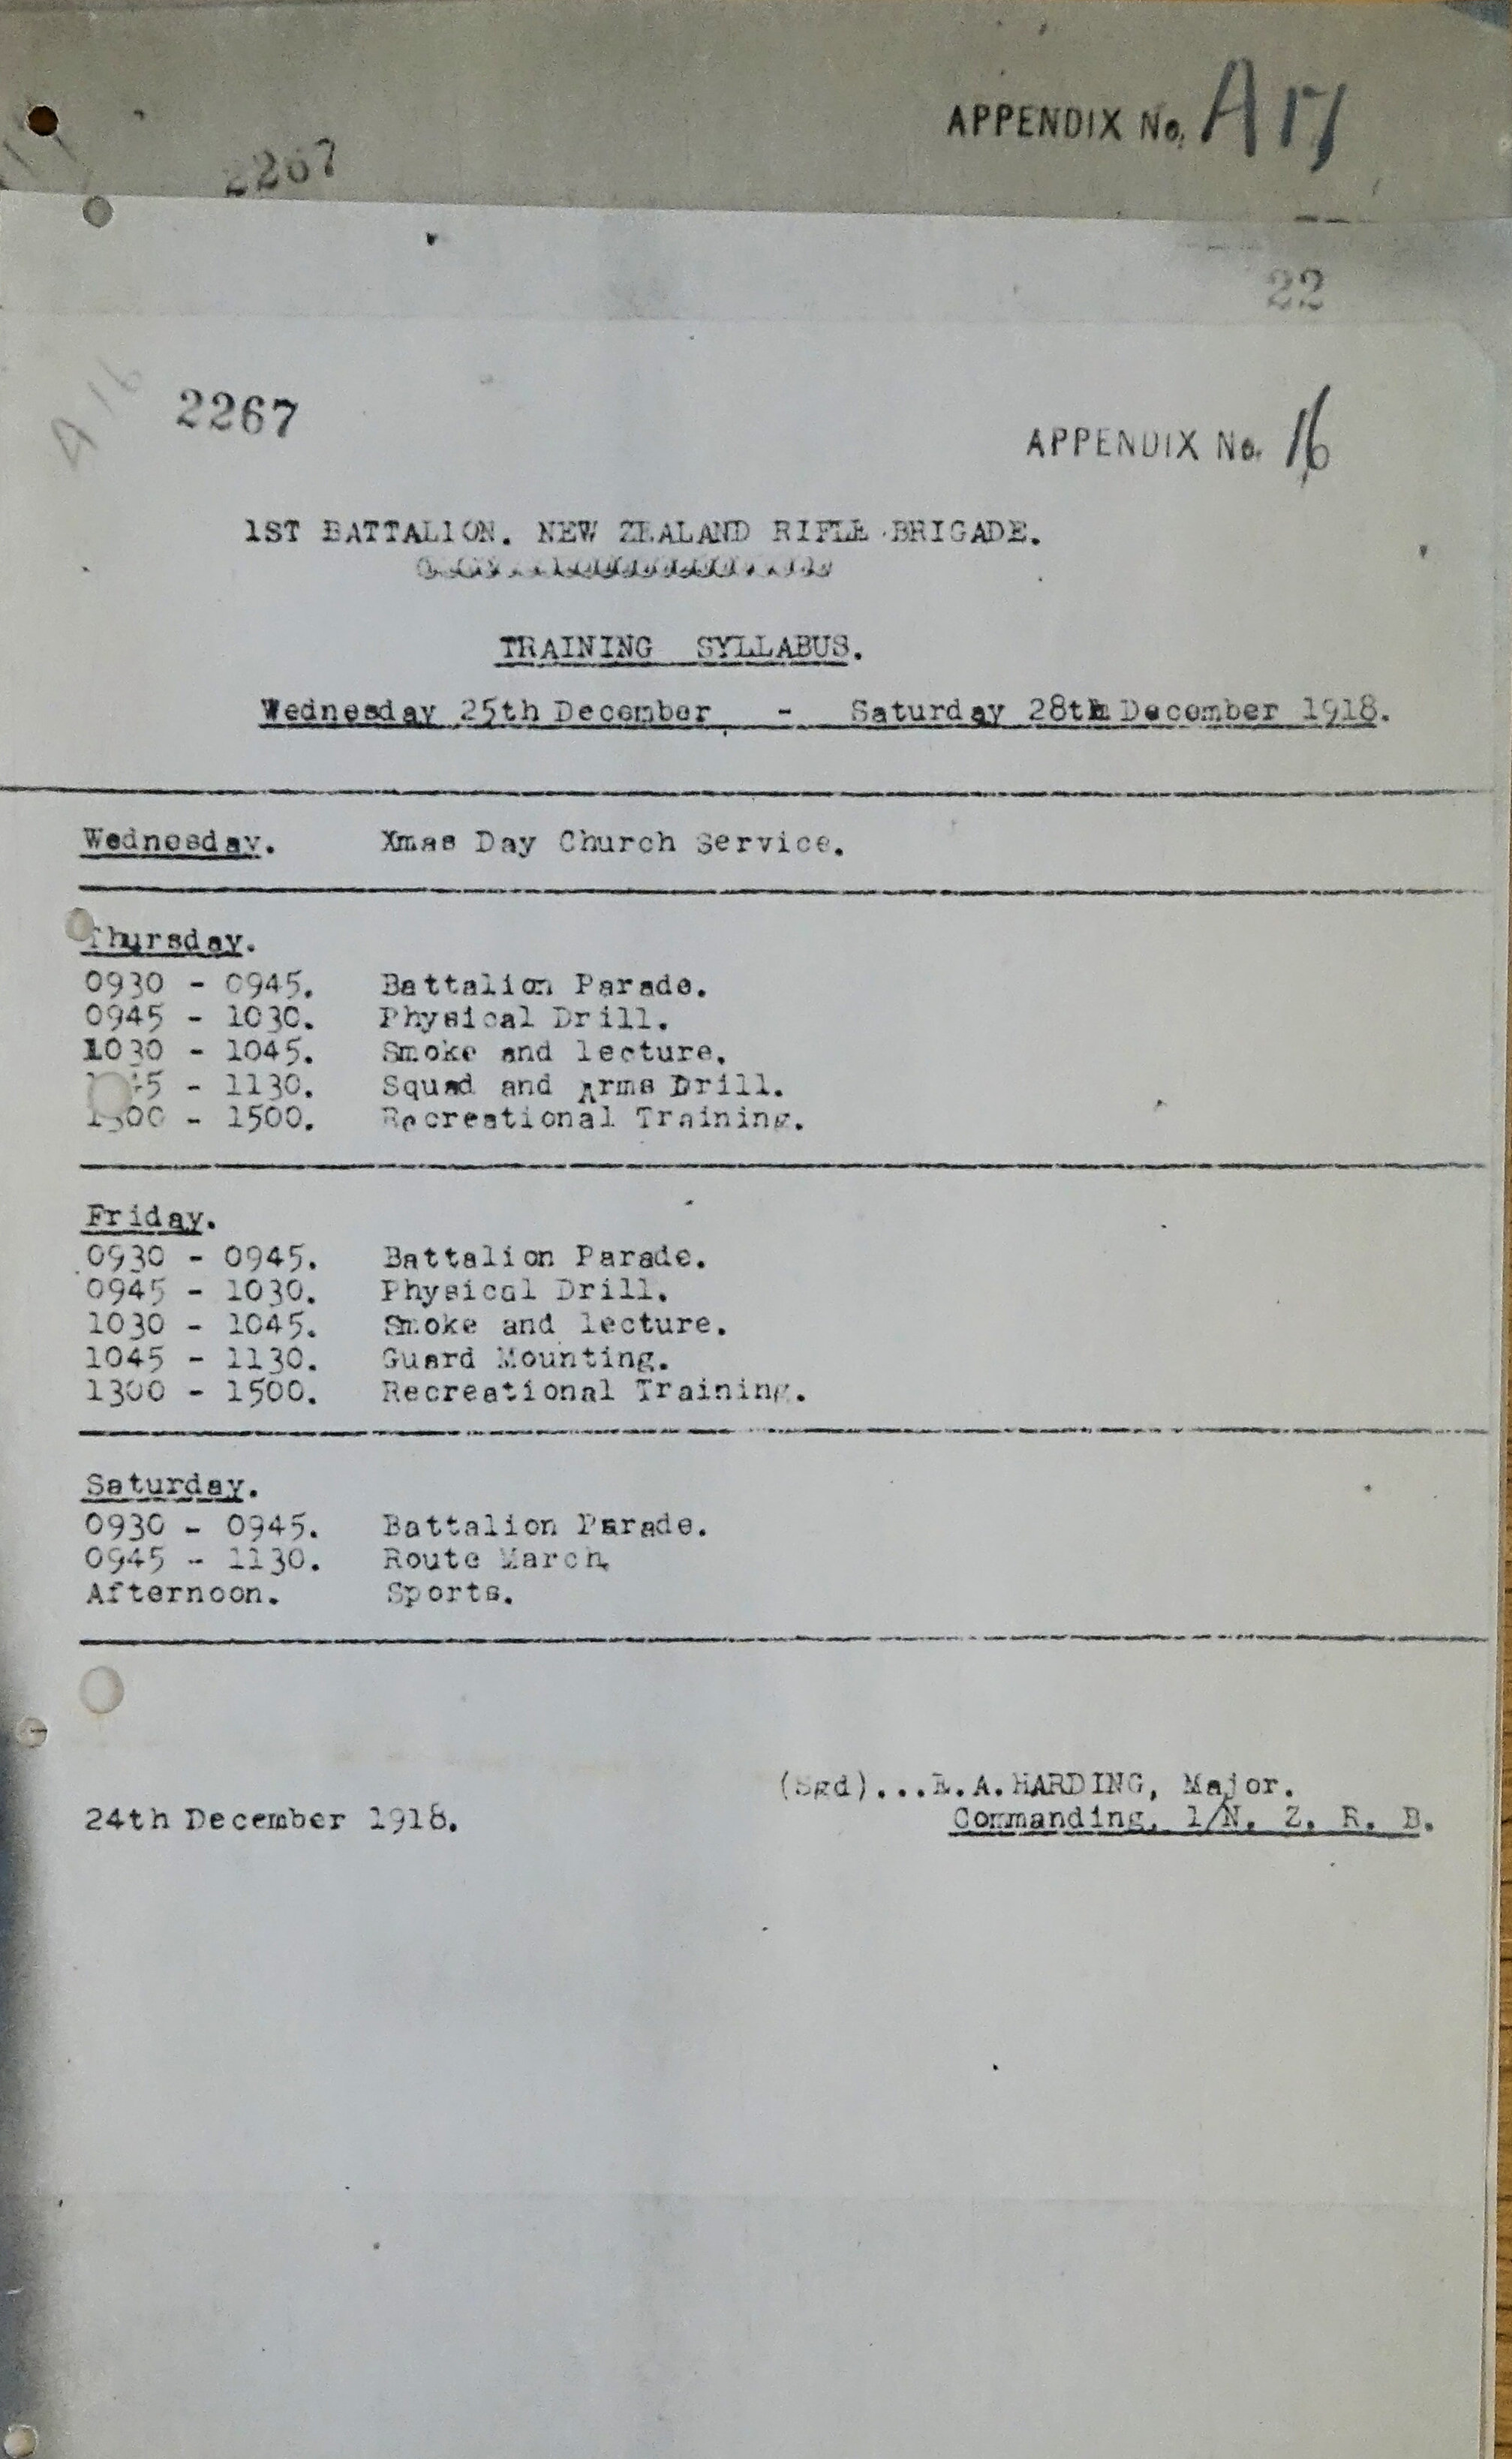 APPENDIX No. A17
2267
22
A 16
2267
APPENDIX No. 16
1ST BATTALION. NEW ZEALAND RIFLE BRIGADE.
TRAINING SYLLABUS.
Wednesday 25th December - Saturday 28th December 1918.
Wednesday. Xmas Day Church Service.
Thursday.
0930 - 0945. Battalion Parade.
0945 - 1030. Physical Drill.
1030 - 1045. Smoke and lecture.
- 1130. Squad and Arms Drill.
1300 - 1500. Recreational Training.
Friday.
0930 - 0945. Battalion Parade.
0945 - 1030. Physical Drill.
1030 - 1045. Smoke and lecture.
1045 - 1130. Guard Mounting.
1300 - 1500. Recreational Training.
Saturday.
0930 - 0945. Battalion Parade.
0945 - 1130. Route March.
Afternoon. Sports.
(Sgd)...E.A.HARDING, Major.
24th December 1918. Commanding, 1/N. Z. R. B.